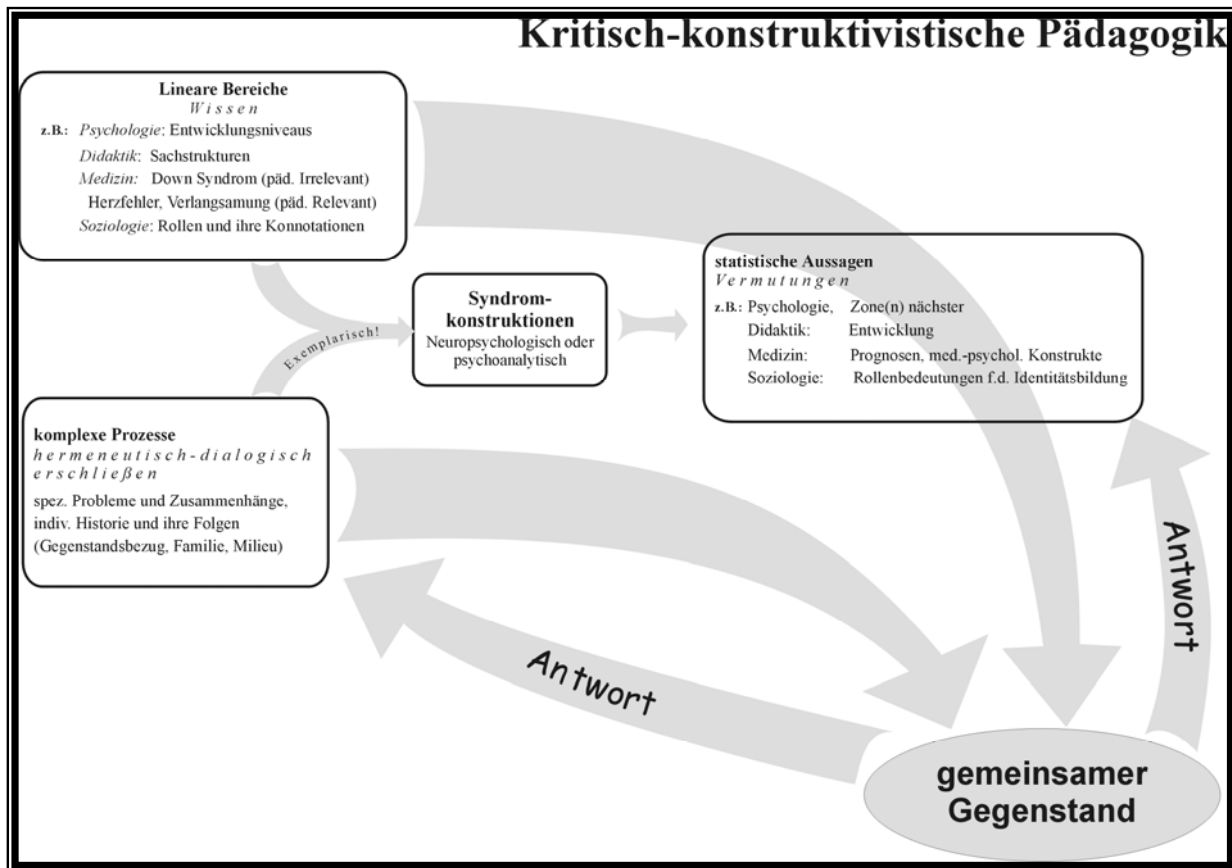 Kritisch-konstruktivistische Pädagogik
Lineare Bereiche
Wissen
z.B.: Psychologie: Entwicklungsniveaus
Didaktik: Sachstrukturen
Medizin: Down Syndrom (päd. Irrelevant)
Herzfehler, Verlangsamung (päd. Relevant)
Soziologie: Rollen und ihre Konnotationen
Exemplarisch!
Syndrom-
konstruktionen
Neuropsychologisch oder
psychoanalytisch
statistische Aussagen
Vermutungen
z.B.: Psychologie, Zone(n) nächster
Didaktik: Entwicklung
Medizin: Prognosen, med.-psychol. Konstrukte
Soziologie: Rollenbedeutungen f.d. Identitätsbildung
komplexe Prozesse
hermeneutisch-dialogisch
erschließen
spez. Probleme und Zusammenhänge,
indiv. Historie und ihre Folgen
(Gegenstandsbezug, Familie, Milieu)
Antwort
Antwort
gemeinsamer
Gegenstand